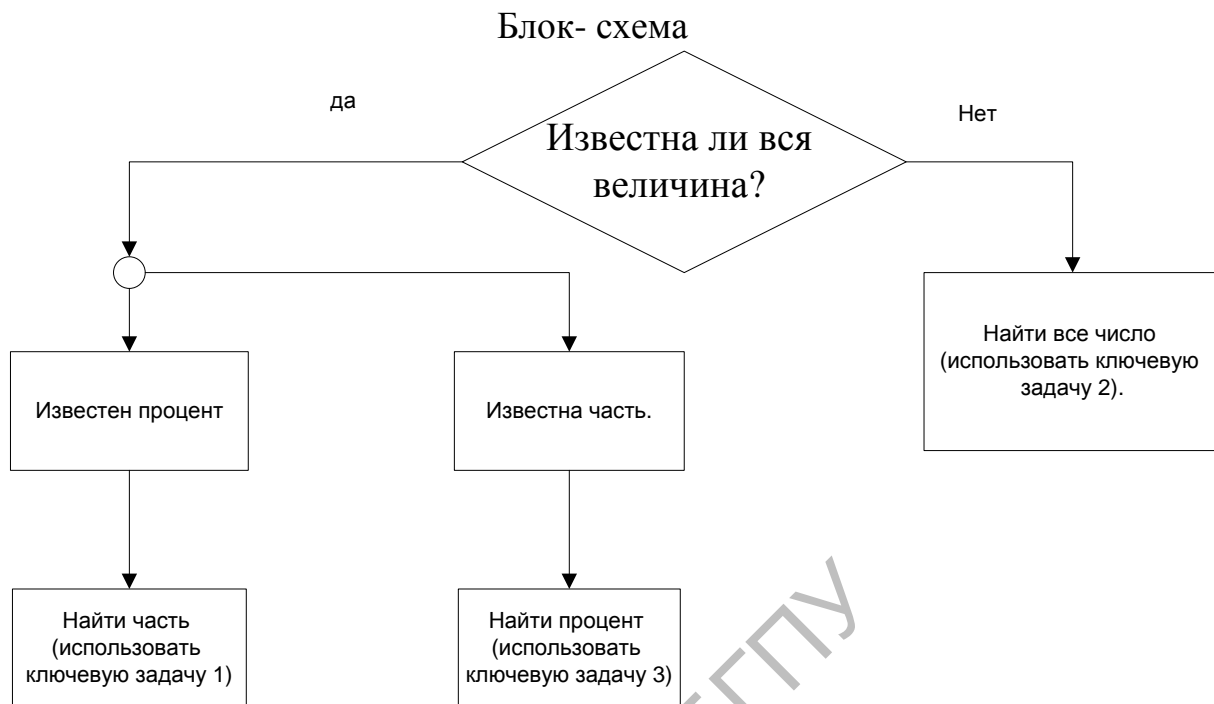 Блок- схема
да
Нет
Известна ли вся
величина?
Найти все число
(использовать ключевую
задачу 2).
Известен процент
Известна часть.
Найти часть
(использовать
ключевую задачу 1)
Найти процент
(использовать
ключевую задачу 3)